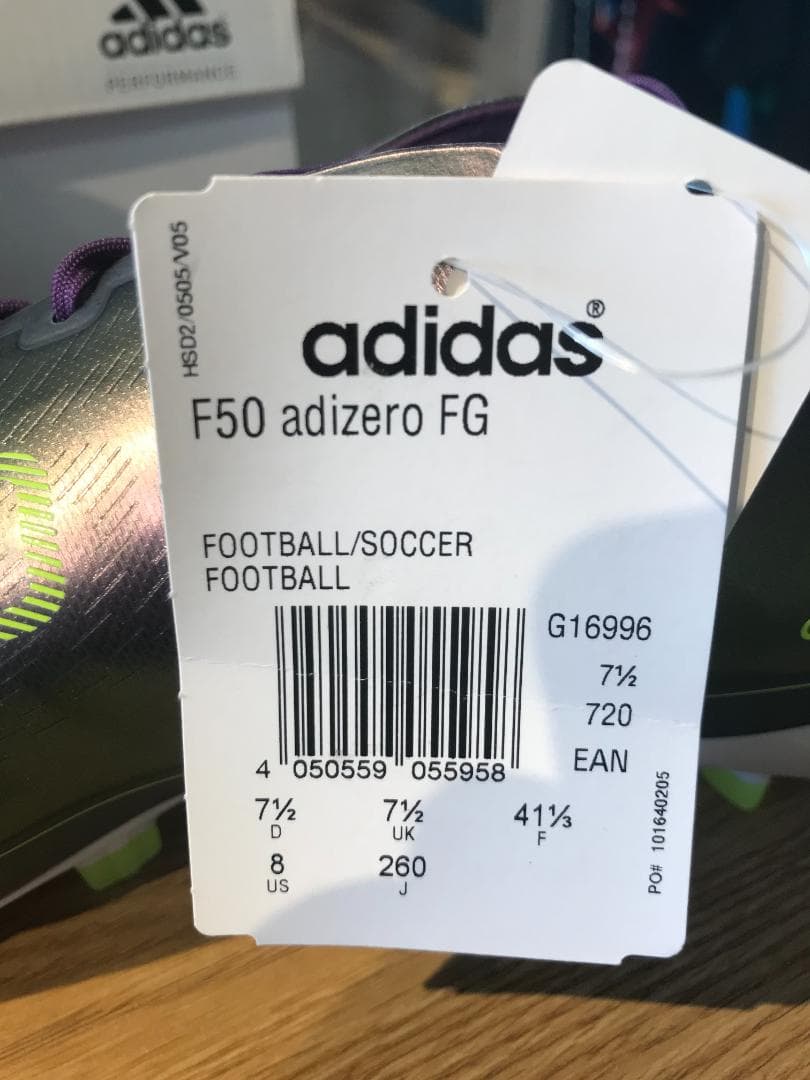 adidas
PERFORMANCE
HSD2/0505/V05
adidas®
F50 adizero FG
FOOTBALL/SOCCER
FOOTBALL
G16996
7½
720
EAN
4 050559 055958
7½ 7½ 41⅓
D UK F
8 260
US J
PO# 101640205